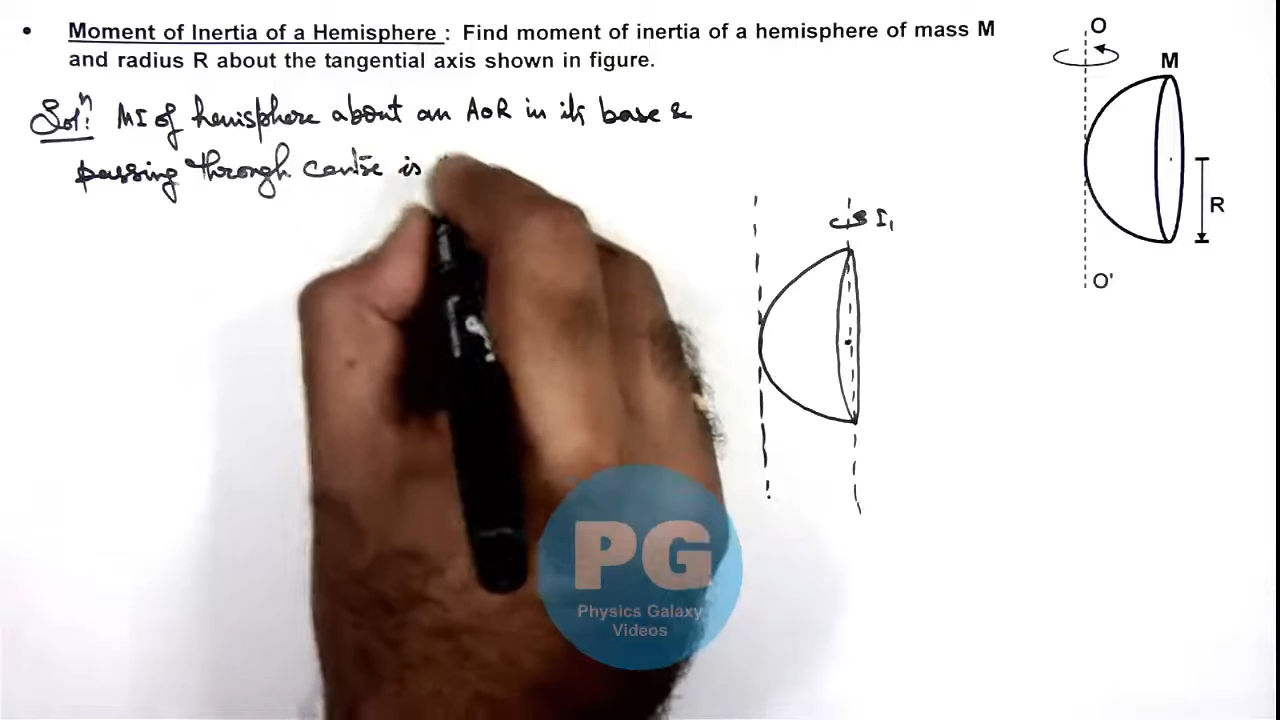 • Moment of Inertia of a Hemisphere : Find moment of inertia of a hemisphere of mass M
and radius R about the tangential axis shown in figure.
Solⁿ: MI of hemisphere about an AOR in its base &
passing through centre is
I₁
O
M
R
O'
PG
Physics Galaxy
Videos